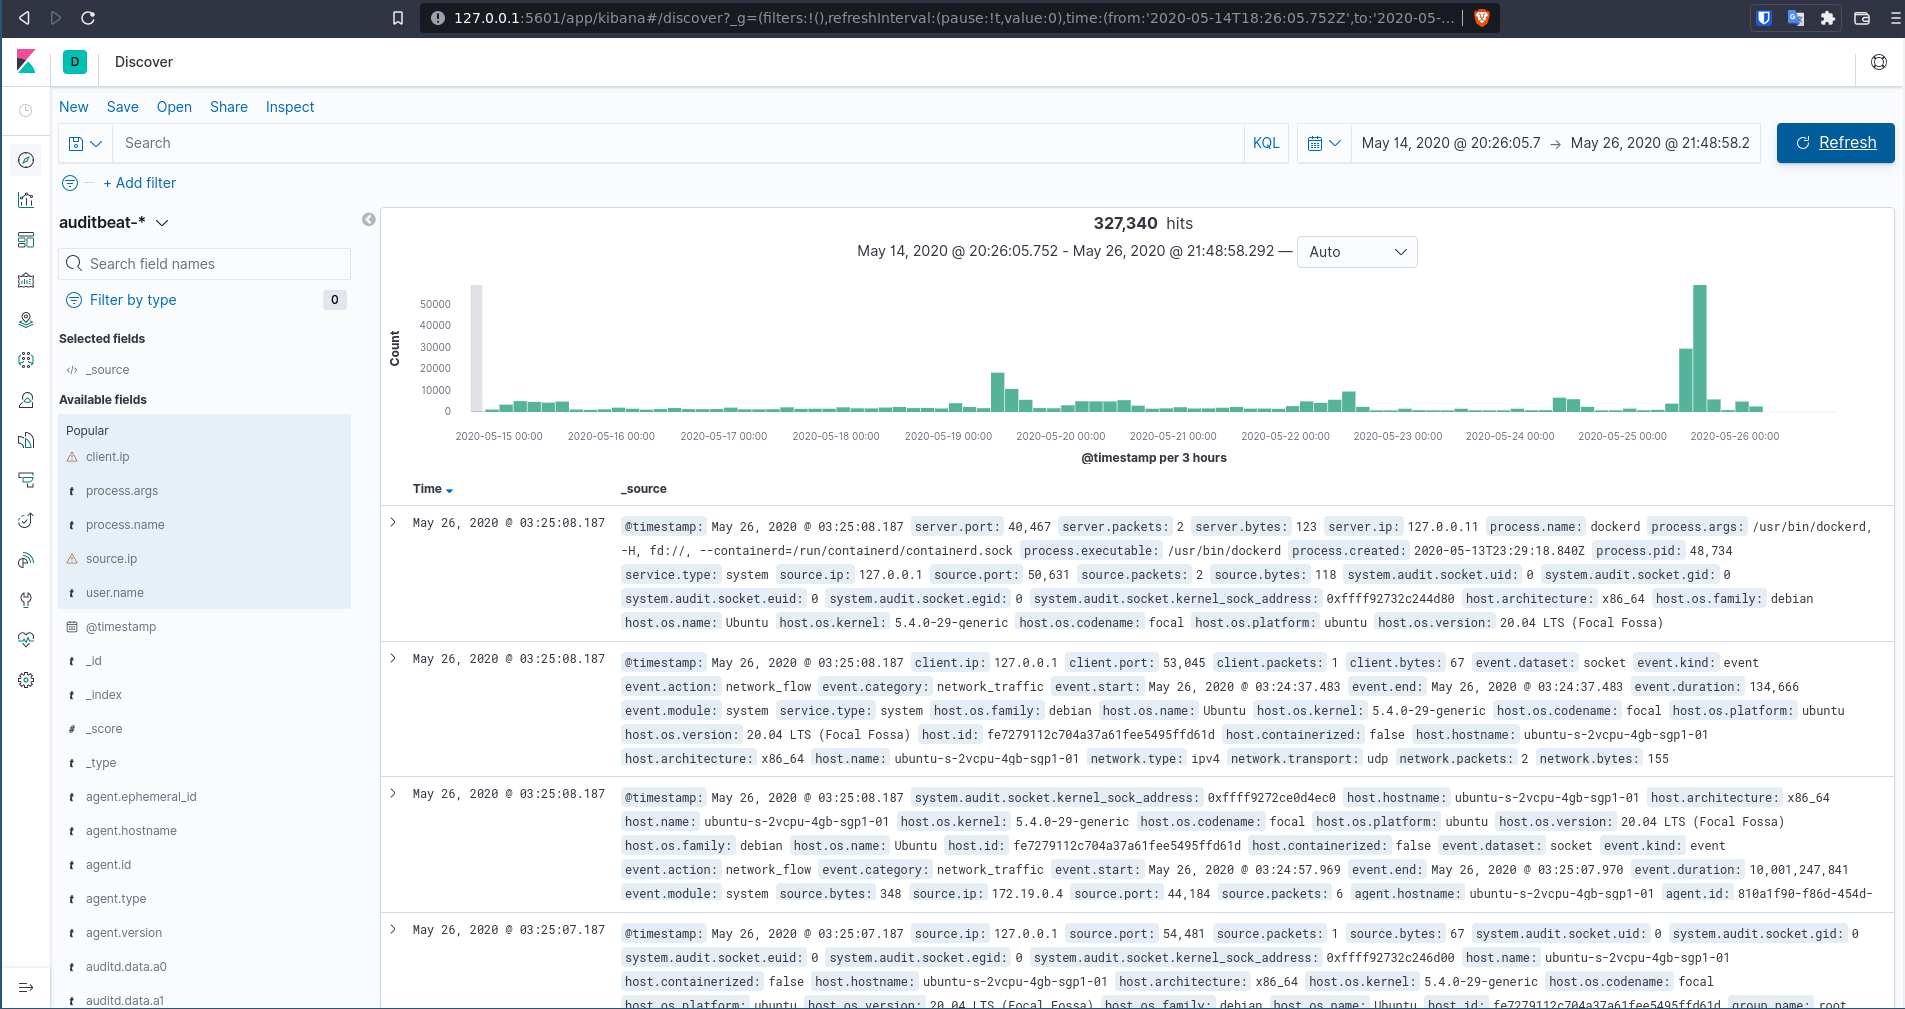 127.0.0.1:5601/app/kibana#/discover?_g=(filters:!(),refreshInterval:(pause:!t,value:0),time:(from:'2020-05-14T18:26:05.752Z',to:'2020-05-...
D Discover
New Save Open Share Inspect
Search KQL May 14, 2020 @ 20:26:05.7 → May 26, 2020 @ 21:48:58.2 Refresh
+ Add filter
auditbeat-*
Search field names
Filter by type 0
Selected fields
_source
Available fields
Popular
client.ip
t process.args
t process.name
source.ip
t user.name
@timestamp
t _id
t _index
# _score
t _type
t agent.ephemeral_id
t agent.hostname
t agent.id
t agent.type
t agent.version
t auditd.data.a0
t auditd.data.a1
327,340 hits
May 14, 2020 @ 20:26:05.752 - May 26, 2020 @ 21:48:58.292 — Auto
Count
50000
40000
30000
20000
10000
0
2020-05-15 00:00 2020-05-16 00:00 2020-05-17 00:00 2020-05-18 00:00 2020-05-19 00:00 2020-05-20 00:00 2020-05-21 00:00 2020-05-22 00:00 2020-05-23 00:00 2020-05-24 00:00 2020-05-25 00:00 2020-05-26 00:00
@timestamp per 3 hours
Time _source
May 26, 2020 @ 03:25:08.187 @timestamp: May 26, 2020 @ 03:25:08.187 server.port: 40,467 server.packets: 2 server.bytes: 123 server.ip: 127.0.0.11 process.name: dockerd process.args: /usr/bin/dockerd,
-H, fd://, --containerd=/run/containerd/containerd.sock process.executable: /usr/bin/dockerd process.created: 2020-05-13T23:29:18.840Z process.pid: 48,734
service.type: system source.ip: 127.0.0.1 source.port: 50,631 source.packets: 2 source.bytes: 118 system.audit.socket.uid: 0 system.audit.socket.gid: 0
system.audit.socket.euid: 0 system.audit.socket.egid: 0 system.audit.socket.kernel_sock_address: 0xffff92732c244d80 host.architecture: x86_64 host.os.family: debian
host.os.name: Ubuntu host.os.kernel: 5.4.0-29-generic host.os.codename: focal host.os.platform: ubuntu host.os.version: 20.04 LTS (Focal Fossa)
May 26, 2020 @ 03:25:08.187 @timestamp: May 26, 2020 @ 03:25:08.187 client.ip: 127.0.0.1 client.port: 53,045 client.packets: 1 client.bytes: 67 event.dataset: socket event.kind: event
event.action: network_flow event.category: network_traffic event.start: May 26, 2020 @ 03:24:37.483 event.end: May 26, 2020 @ 03:24:37.483 event.duration: 134,666
event.module: system service.type: system host.os.family: debian host.os.name: Ubuntu host.os.kernel: 5.4.0-29-generic host.os.codename: focal host.os.platform: ubuntu
host.os.version: 20.04 LTS (Focal Fossa) host.id: fe7279112c704a37a61fee5495ffd61d host.containerized: false host.hostname: ubuntu-s-2vcpu-4gb-sgp1-01
host.architecture: x86_64 host.name: ubuntu-s-2vcpu-4gb-sgp1-01 network.type: ipv4 network.transport: udp network.packets: 2 network.bytes: 155
May 26, 2020 @ 03:25:08.187 @timestamp: May 26, 2020 @ 03:25:08.187 system.audit.socket.kernel_sock_address: 0xffff9272ce0d4ec0 host.hostname: ubuntu-s-2vcpu-4gb-sgp1-01 host.architecture: x86_64
host.name: ubuntu-s-2vcpu-4gb-sgp1-01 host.os.kernel: 5.4.0-29-generic host.os.codename: focal host.os.platform: ubuntu host.os.version: 20.04 LTS (Focal Fossa)
host.os.family: debian host.os.name: Ubuntu host.id: fe7279112c704a37a61fee5495ffd61d host.containerized: false event.dataset: socket event.kind: event
event.action: network_flow event.category: network_traffic event.start: May 26, 2020 @ 03:24:57.969 event.end: May 26, 2020 @ 03:25:07.970 event.duration: 10,001,247,841
event.module: system source.bytes: 348 source.ip: 172.19.0.4 source.port: 44,184 source.packets: 6 agent.hostname: ubuntu-s-2vcpu-4gb-sgp1-01 agent.id: 810a1f90-f86d-454d-
May 26, 2020 @ 03:25:07.187 @timestamp: May 26, 2020 @ 03:25:07.187 source.ip: 127.0.0.1 source.port: 54,481 source.packets: 1 source.bytes: 67 system.audit.socket.uid: 0 system.audit.socket.gid: 0
system.audit.socket.euid: 0 system.audit.socket.egid: 0 system.audit.socket.kernel_sock_address: 0xffff92732c246d00 host.name: ubuntu-s-2vcpu-4gb-sgp1-01
host.containerized: false host.hostname: ubuntu-s-2vcpu-4gb-sgp1-01 host.architecture: x86_64 host.os.kernel: 5.4.0-29-generic host.os.codename: focal
host.os.platform: ubuntu host.os.version: 20.04 LTS (Focal Fossa) host.os.family: debian host.os.name: Ubuntu host.id: fe7279112c704a37a61fee5495ffd61d group.name: root